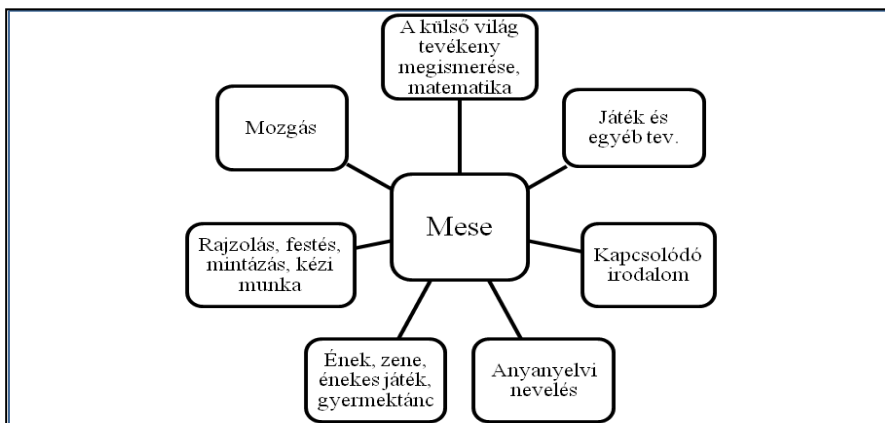 A külső világ
tevékeny
megismerése,
matematika
Mozgás
Játék és
egyéb tev.
Mese
Rajzolás, festés,
mintázás, kézi
munka
Kapcsolódó
irodalom
Ének, zene,
énekes játék,
gyermektánc
Anyanyelvi
nevelés